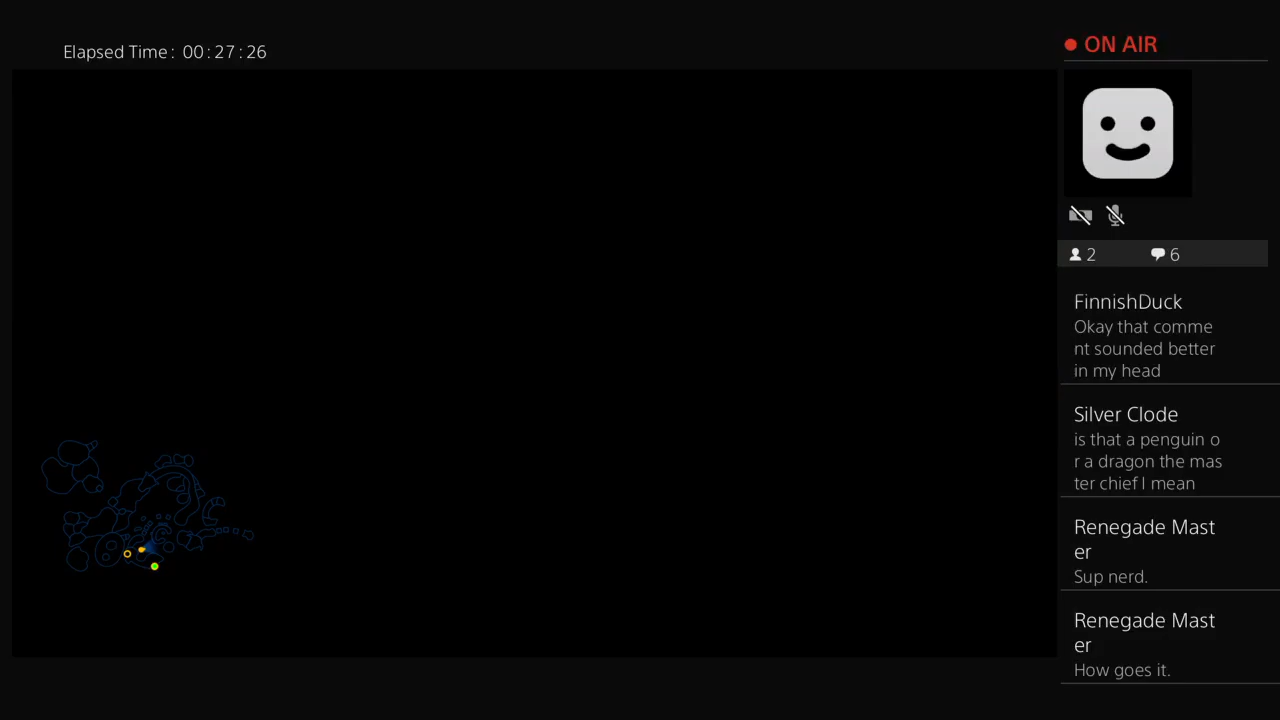 Elapsed Time: 00:27:26
ON AIR
2
6
FinnishDuck
Okay that comme
nt sounded better
in my head
Silver Clode
is that a penguin o
r a dragon the mas
ter chief I mean
Renegade Mast
er
Sup nerd.
Renegade Mast
er
How goes it.